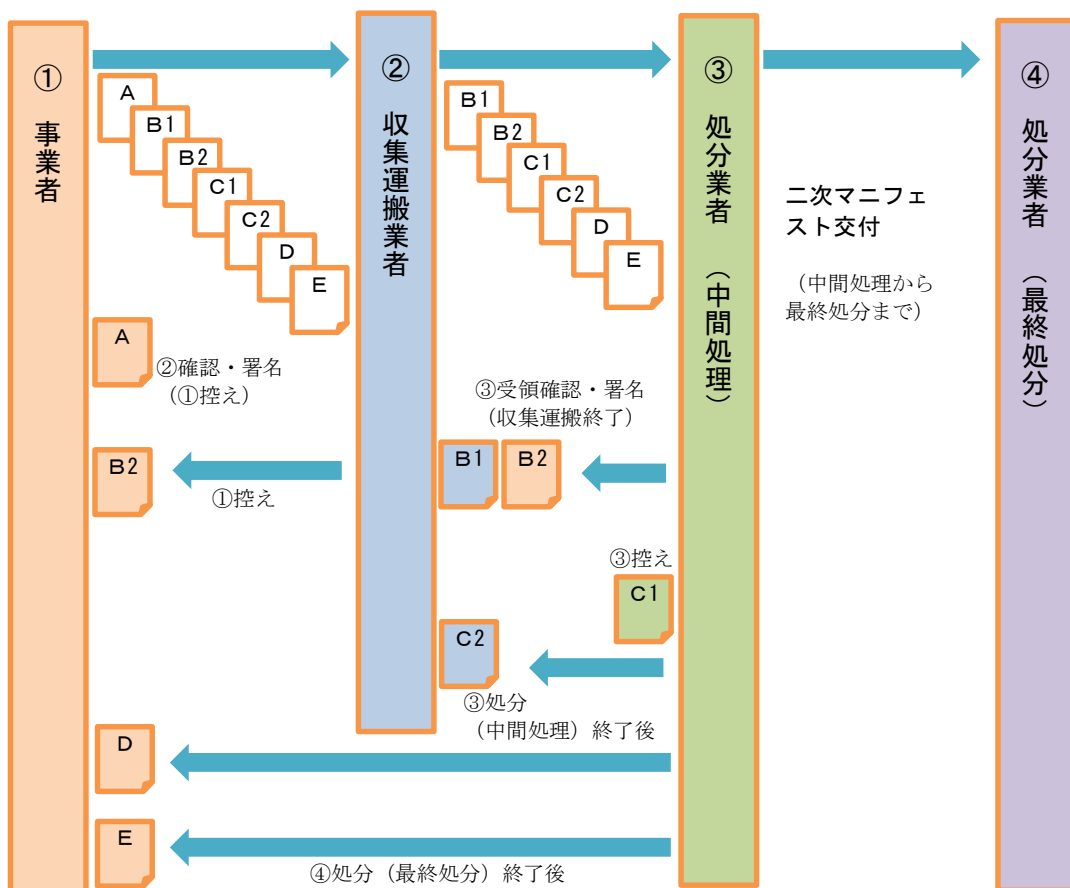 ①
事業者
A
B1
B2
C1
C2
D
E
②
収集運搬業者
B1
B2
C1
C2
D
E
③
処分業者
（中間処理）
二次マニフェ
スト交付
（中間処理から
最終処分まで）
④
処分業者
（最終処分）
A
②確認・署名
（①控え）
③受領確認・署名
（収集運搬終了）
B2
①控え
B1
B2
③控え
C1
C2
③処分
（中間処理）終了後
D
E
④処分（最終処分）終了後